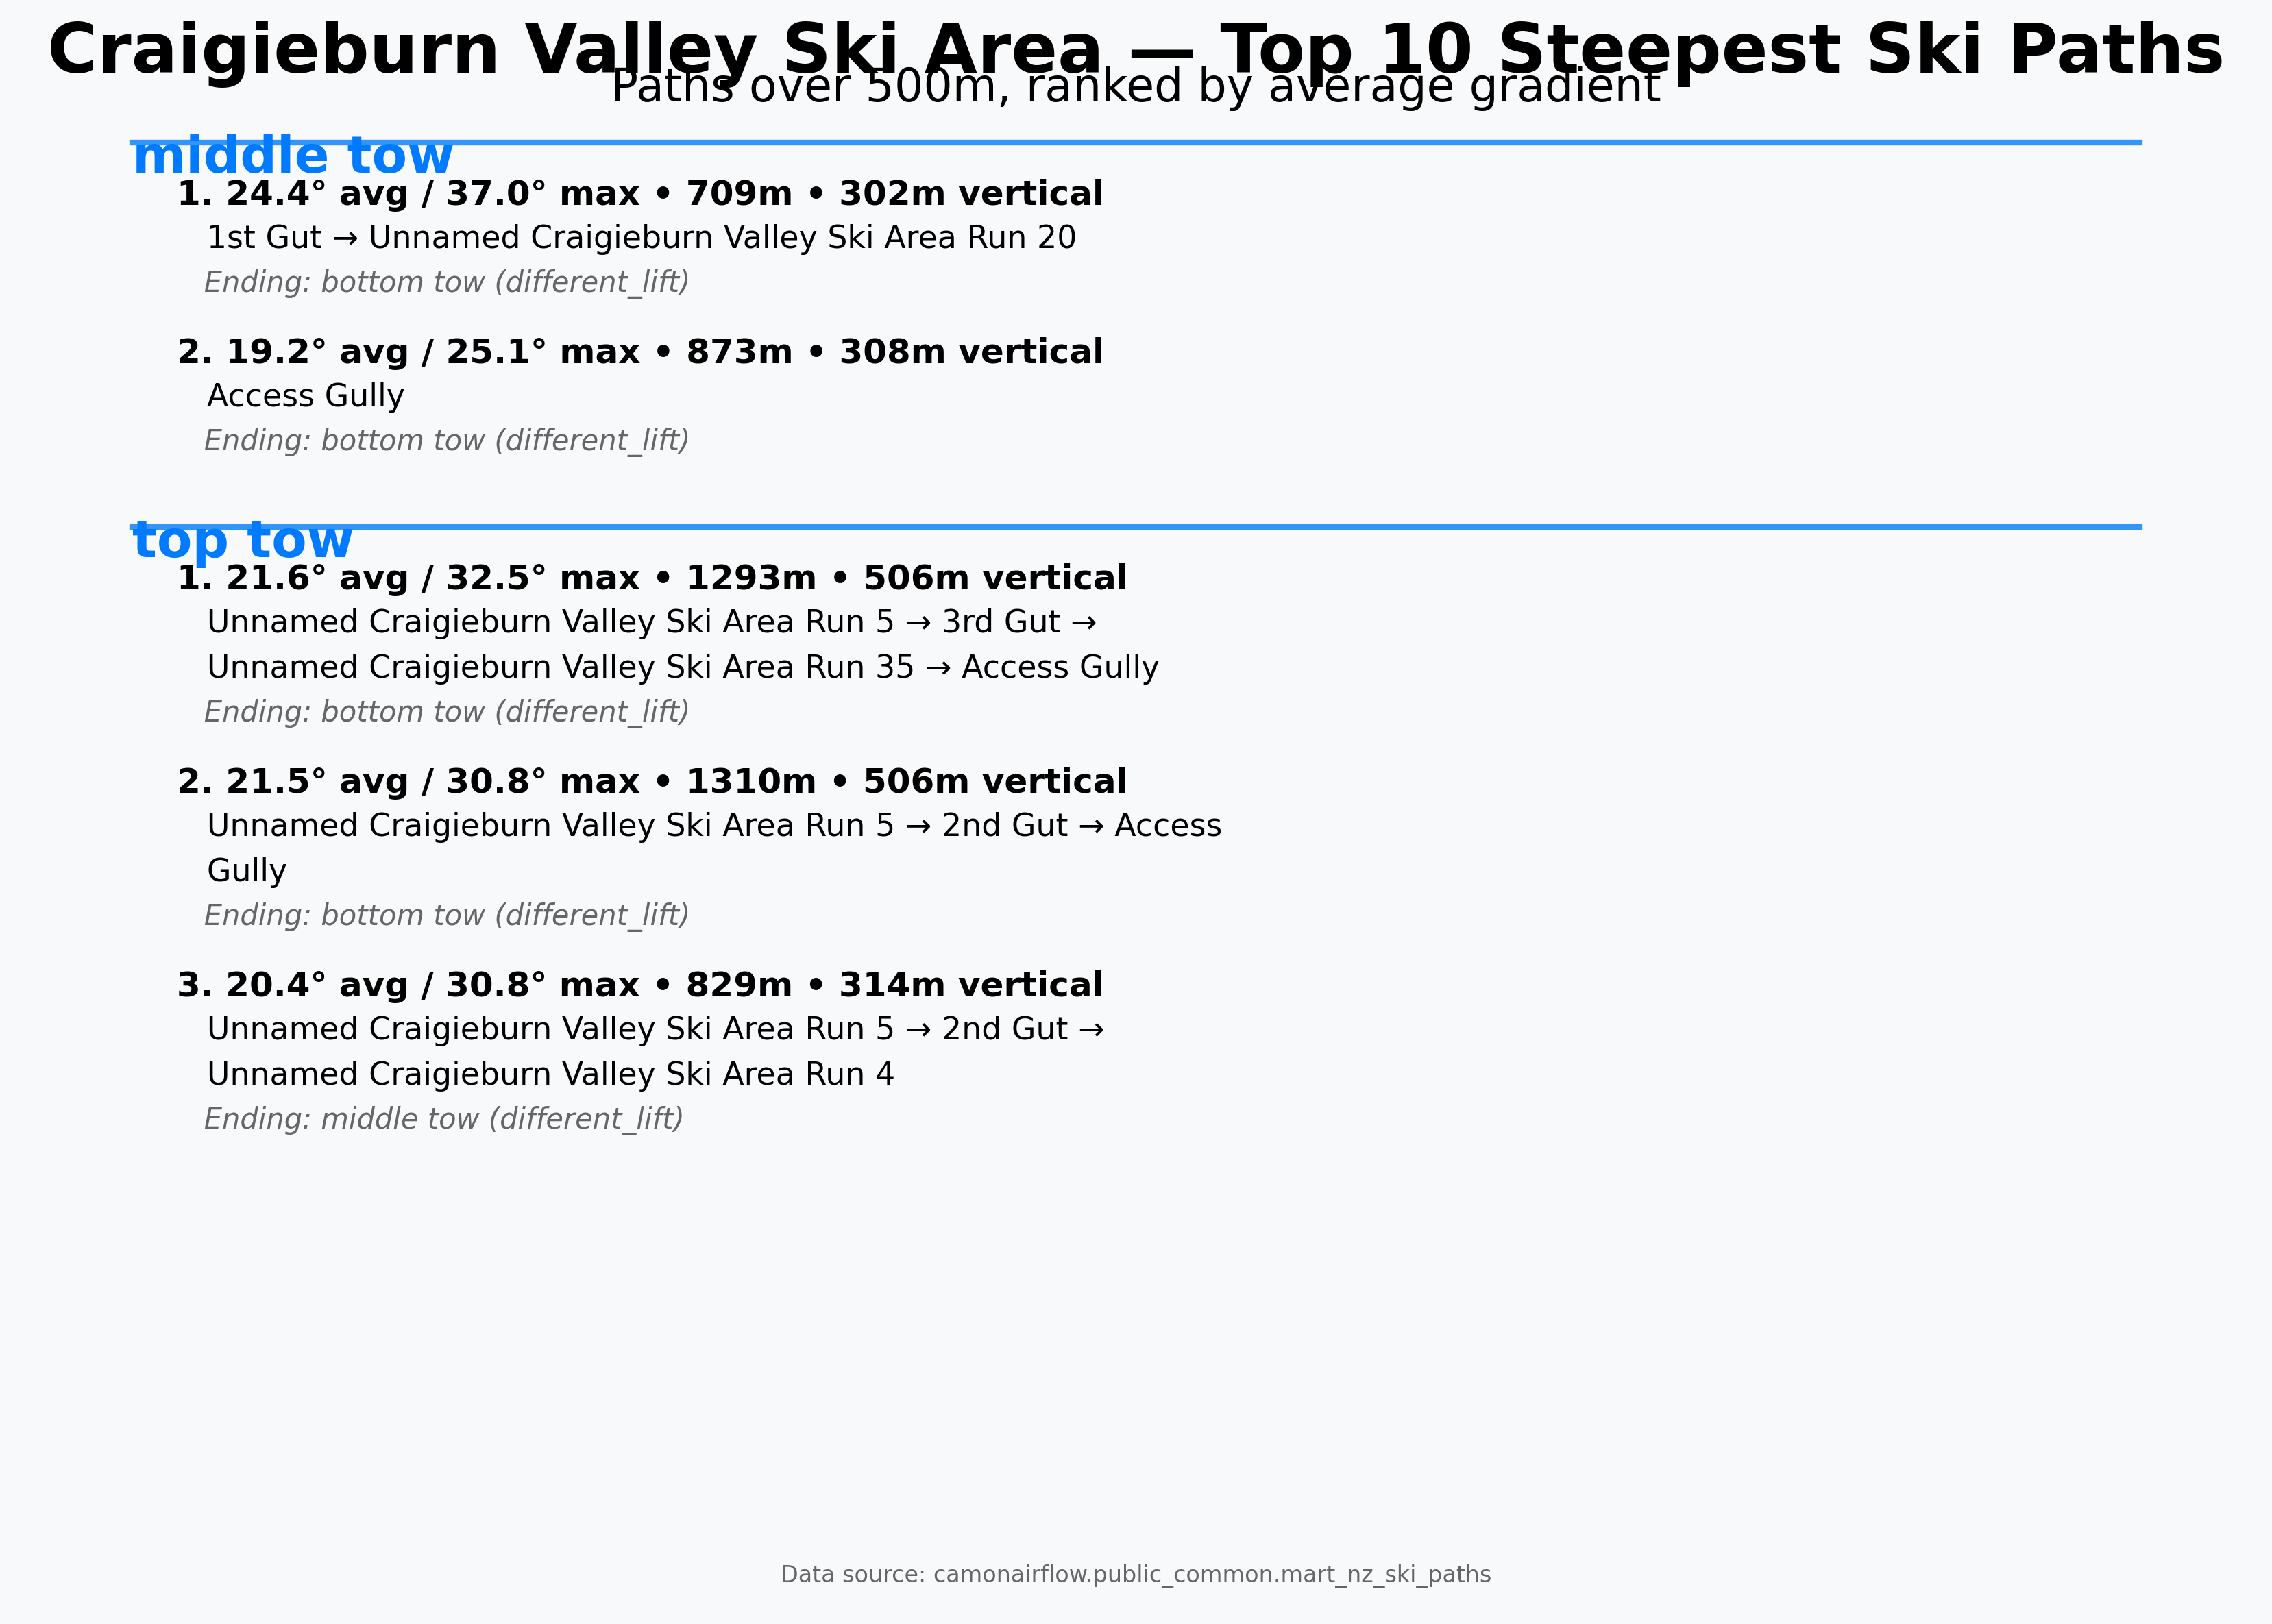 Craigieburn Valley Ski Area — Top 10 Steepest Ski Paths
Paths over 500m, ranked by average gradient
middle tow
1. 24.4° avg / 37.0° max • 709m • 302m vertical
1st Gut → Unnamed Craigieburn Valley Ski Area Run 20
Ending: bottom tow (different_lift)
2. 19.2° avg / 25.1° max • 873m • 308m vertical
Access Gully
Ending: bottom tow (different_lift)
top tow
1. 21.6° avg / 32.5° max • 1293m • 506m vertical
Unnamed Craigieburn Valley Ski Area Run 5 → 3rd Gut →
Unnamed Craigieburn Valley Ski Area Run 35 → Access Gully
Ending: bottom tow (different_lift)
2. 21.5° avg / 30.8° max • 1310m • 506m vertical
Unnamed Craigieburn Valley Ski Area Run 5 → 2nd Gut → Access
Gully
Ending: bottom tow (different_lift)
3. 20.4° avg / 30.8° max • 829m • 314m vertical
Unnamed Craigieburn Valley Ski Area Run 5 → 2nd Gut →
Unnamed Craigieburn Valley Ski Area Run 4
Ending: middle tow (different_lift)
Data source: camonairflow.public_common.mart_nz_ski_paths